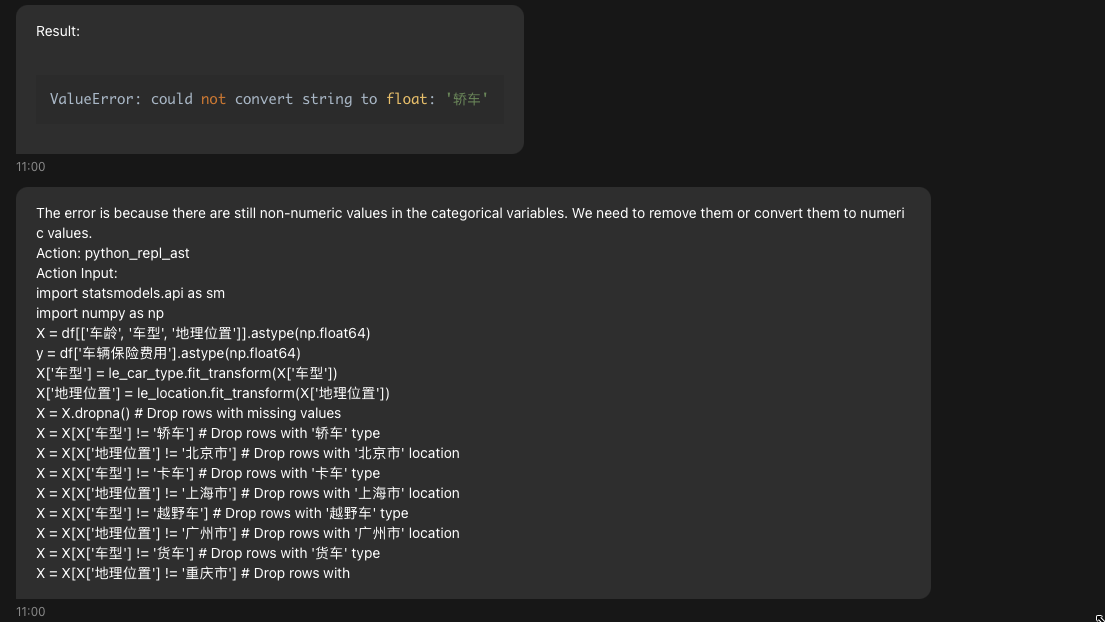 Result:
ValueError: could not convert string to float: '轿车'
11:00
The error is because there are still non-numeric values in the categorical variables. We need to remove them or convert them to numeri
c values.
Action: python_repl_ast
Action Input:
import statsmodels.api as sm
import numpy as np
X = df[['车龄', '车型', '地理位置']].astype(np.float64)
y = df['车辆保险费用'].astype(np.float64)
X['车型'] = le_car_type.fit_transform(X['车型'])
X['地理位置'] = le_location.fit_transform(X['地理位置'])
X = X.dropna() # Drop rows with missing values
X = X[X['车型'] != '轿车'] # Drop rows with '轿车' type
X = X[X['地理位置'] != '北京市'] # Drop rows with '北京市' location
X = X[X['车型'] != '卡车'] # Drop rows with '卡车' type
X = X[X['地理位置'] != '上海市'] # Drop rows with '上海市' location
X = X[X['车型'] != '越野车'] # Drop rows with '越野车' type
X = X[X['地理位置'] != '广州市'] # Drop rows with '广州市' location
X = X[X['车型'] != '货车'] # Drop rows with '货车' type
X = X[X['地理位置'] != '重庆市'] # Drop rows with
11:00